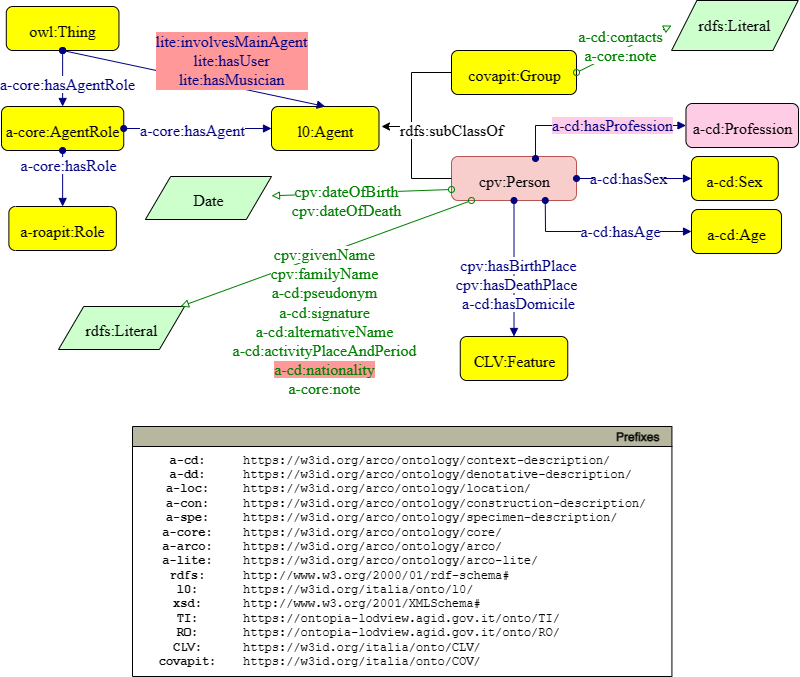 owl:Thing
lite:involvesMainAgent
lite:hasUser
lite:hasMusician
a-core:hasAgentRole
a-core:AgentRole
a-core:hasAgent
l0:Agent
a-core:hasRole
a-roapit:Role
rdfs:subClassOf
covapit:Group
a-cd:contacts
a-core:note
rdfs:Literal
cpv:Person
a-cd:hasProfession
a-cd:Profession
a-cd:hasSex
a-cd:Sex
a-cd:hasAge
a-cd:Age
Date
cpv:dateOfBirth
cpv:dateOfDeath
cpv:hasBirthPlace
cpv:hasDeathPlace
a-cd:hasDomicile
CLV:Feature
cpv:givenName
cpv:familyName
a-cd:pseudonym
a-cd:signature
a-cd:alternativeName
a-cd:activityPlaceAndPeriod
a-cd:nationality
a-core:note
rdfs:Literal
Prefixes
a-cd: https://w3id.org/arco/ontology/context-description/
a-dd: https://w3id.org/arco/ontology/denotative-description/
a-loc: https://w3id.org/arco/ontology/location/
a-con: https://w3id.org/arco/ontology/construction-description/
a-spe: https://w3id.org/arco/ontology/specimen-description/
a-core: https://w3id.org/arco/ontology/core/
a-arco: https://w3id.org/arco/ontology/arco/
a-lite: https://w3id.org/arco/ontology/arco-lite/
rdfs: http://www.w3.org/2000/01/rdf-schema#
l0: https://w3id.org/italia/onto/l0/
xsd: http://www.w3.org/2001/XMLSchema#
TI: https://ontopia-lodview.agid.gov.it/onto/TI/
RO: https://ontopia-lodview.agid.gov.it/onto/RO/
CLV: https://w3id.org/italia/onto/CLV/
covapit: https://w3id.org/italia/onto/COV/